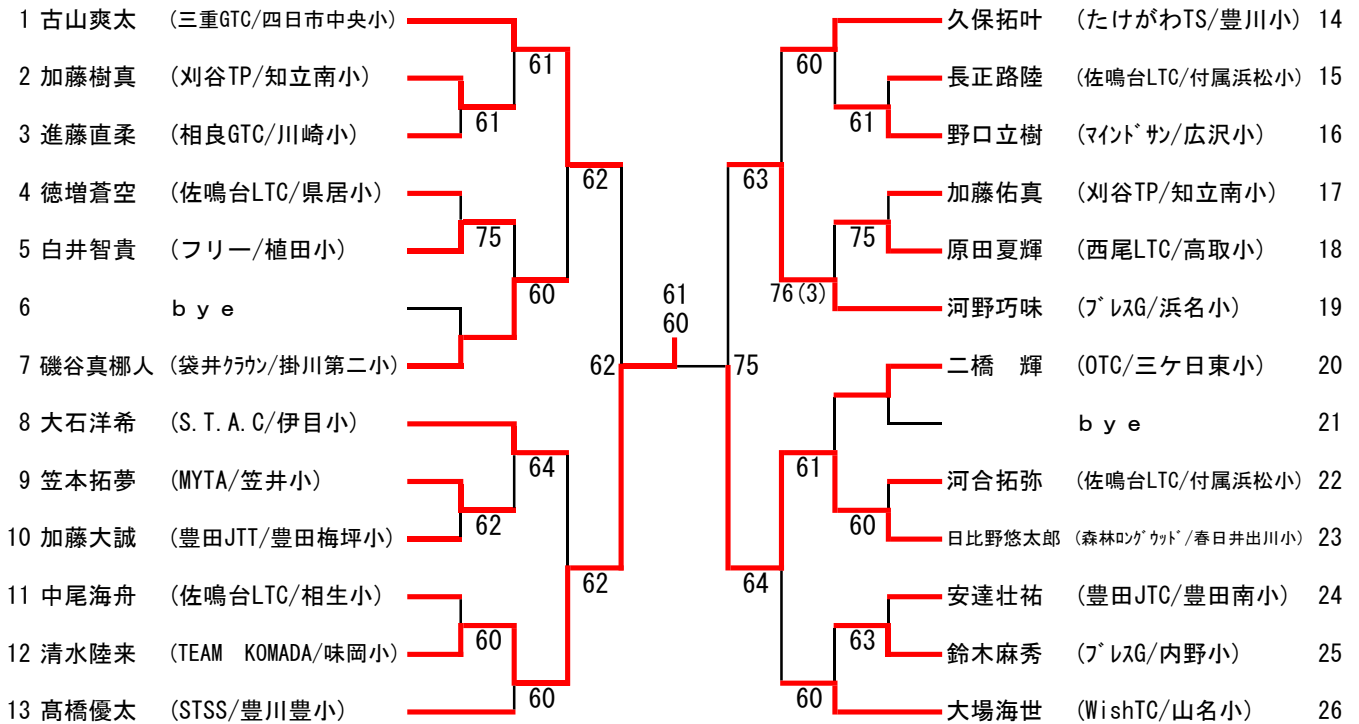 1 古山爽太 (三重GTC/四日市中央小)
2 加藤樹真 (刈谷TP/知立南小)
3 進藤直柔 (相良GTC/川崎小)
4 徳増蒼空 (佐鳴台LTC/県居小)
5 白井智貴 (フリー/植田小)
6 ｂｙｅ
7 磯谷真梛人 (袋井ｸﾗｳﾝ/掛川第二小)
8 大石洋希 (S.T.A.C/伊目小)
9 笠本拓夢 (MYTA/笠井小)
10 加藤大誠 (豊田JTT/豊田梅坪小)
11 中尾海舟 (佐鳴台LTC/相生小)
12 清水陸来 (TEAM KOMADA/味岡小)
13 髙橋優太 (STSS/豊川豊小)
61
61
62
75
60
62
64
62
62
60
60
61
60
75
60
61
63
75
76(3)
61
60
64
63
60
久保拓叶 (たけがわTS/豊川小) 14
長正路陸 (佐鳴台LTC/付属浜松小) 15
野口立樹 (ﾏｲﾝﾄﾞｻﾝ/広沢小) 16
加藤佑真 (刈谷TP/知立南小) 17
原田夏輝 (西尾LTC/高取小) 18
河野巧味 (ﾌﾞﾚｽG/浜名小) 19
二橋　輝 (OTC/三ケ日東小) 20
ｂｙｅ 21
河合拓弥 (佐鳴台LTC/付属浜松小) 22
日比野悠太郎 (森林ﾛﾝｸﾞｳｯﾄﾞ/春日井出川小) 23
安達壮祐 (豊田JTC/豊田南小) 24
鈴木麻秀 (ﾌﾞﾚｽG/内野小) 25
大場海世 (WishTC/山名小) 26